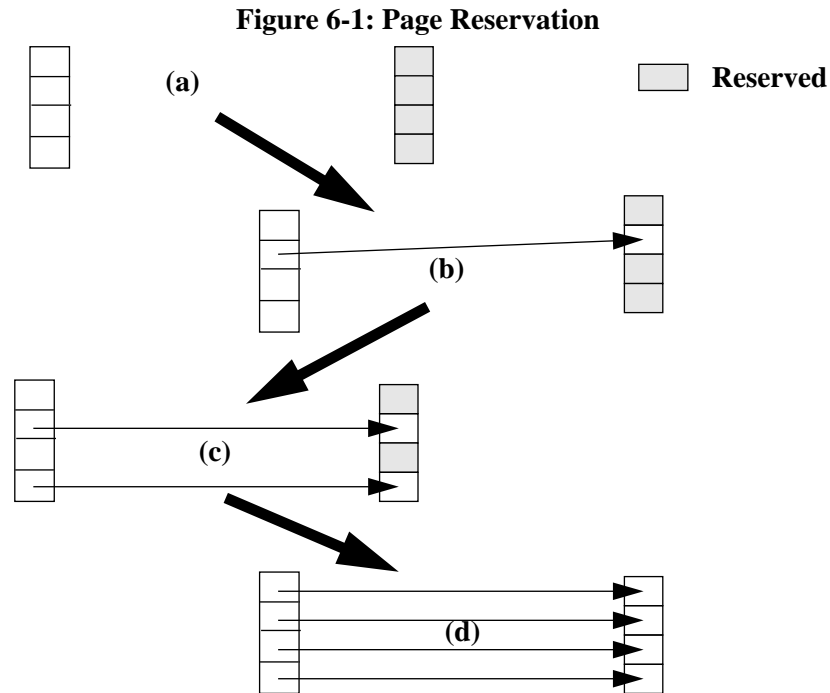 Figure 6-1: Page Reservation
(a)
Reserved
(b)
(c)
(d)